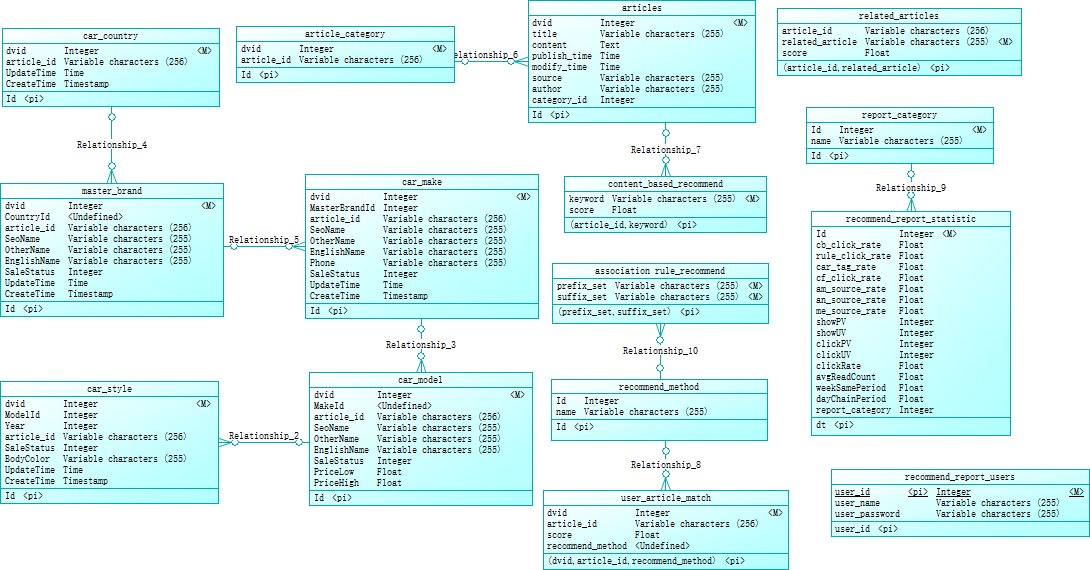 car_country
dvid Integer <M>
article_id Variable characters (256)
UpdateTime Time
CreateTime Timestamp
Id <pi>
article_category
dvid Integer <M>
article_id Variable characters (256)
Id <pi>
elationship_6
articles
dvid Integer <M>
title Variable characters (255)
content Text
publish_time Time
modify_time Time
source Variable characters (255)
author Variable characters (255)
category_id Integer
Id <pi>
related_articles
article_id Variable characters (256)
related_article Variable characters (255) <M>
score Float
(article_id,related_article) <pi>
Relationship_4
Relationship_7
report_category
Id Integer <M>
name Variable characters (255)
Id <pi>
Relationship_9
master_brand
dvid Integer <M>
CountryId <Undefined>
article_id Variable characters (256)
SeoName Variable characters (255)
OtherName Variable characters (255)
EnglishName Variable characters (255)
SaleStatus Integer
UpdateTime Time
CreateTime Timestamp
Id <pi>
Relationship_5
car_make
dvid Integer <M>
MasterBrandId Integer
article_id Variable characters (256)
SeoName Variable characters (255)
OtherName Variable characters (255)
EnglishName Variable characters (255)
Phone Variable characters (255)
SaleStatus Integer
UpdateTime Time
CreateTime Timestamp
Id <pi>
content_based_recommend
keyword Variable characters (255) <M>
score Float
(article_id,keyword) <pi>
association rule_recommend
prefix_set Variable characters (255) <M>
suffix_set Variable characters (255) <M>
(prefix_set,suffix_set) <pi>
recommend_report_statistic
Id Integer <M>
cb_click_rate Float
rule_click_rate Float
car_tag_rate Float
cf_click_rate Float
am_source_rate Float
an_source_rate Float
me_source_rate Float
showPV Integer
showUV Integer
clickPV Integer
clickUV Integer
clickRate Float
avgReadCount Float
weekSamePeriod Float
dayChainPeriod Float
report_category Integer
dt <pi>
Relationship_3
Relationship_10
car_style
dvid Integer <M>
ModelId Integer
Year Integer
article_id Variable characters (256)
SaleStatus Integer
BodyColor Variable characters (255)
UpdateTime Time
CreateTime Timestamp
Id <pi>
Relationship_2
car_model
dvid Integer <M>
MakeId <Undefined>
article_id Variable characters (256)
SeoName Variable characters (255)
OtherName Variable characters (255)
EnglishName Variable characters (255)
SaleStatus Integer
PriceLow Float
PriceHigh Float
Id <pi>
recommend_method
Id Integer
name Variable characters (255)
Id <pi>
Relationship_8
user_article_match
dvid Integer <M>
article_id Variable characters (256)
score Float
recommend_method <Undefined>
(dvid,article_id,recommend_method) <pi>
recommend_report_users
user_id <pi> Integer <M>
user_name Variable characters (255)
user_password Variable characters (255)
user_id <pi>